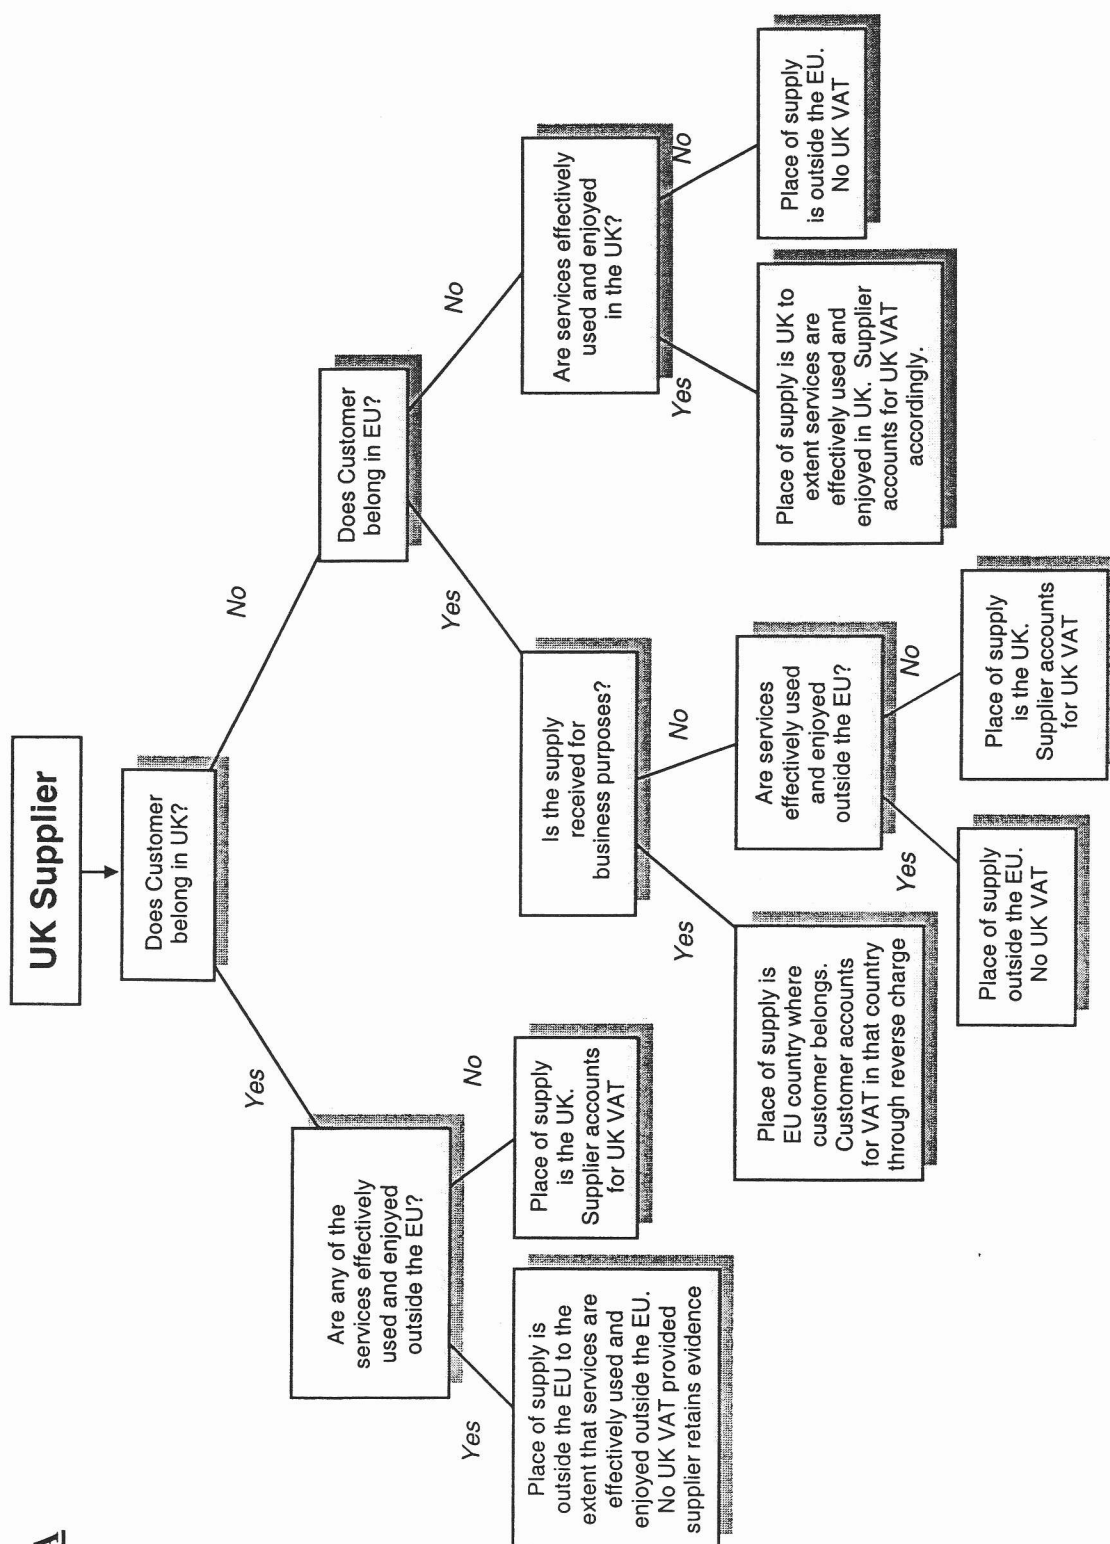 A
UK Supplier
Does Customer
belong in UK?
Yes
No
Are any of the
services effectively
used and enjoyed
outside the EU?
Does Customer
belong in EU?
Yes
No
Yes
No
Place of supply is
outside the EU to the
extent that services are
effectively used and
enjoyed outside the EU.
No UK VAT provided
supplier retains evidence
Place of supply
is the UK.
Supplier accounts
for UK VAT
Is the supply
received for
business purposes?
Are services effectively
used and enjoyed
in the UK?
Yes
No
Yes
No
Place of supply is
EU country where
customer belongs.
Customer accounts
for VAT in that country
through reverse charge
Are services
effectively used
and enjoyed
outside the EU?
Place of supply is UK to
extent services are
effectively used and
enjoyed in UK. Supplier
accounts for UK VAT
accordingly.
Place of supply
is outside the EU.
No UK VAT
Yes
No
Place of supply
outside the EU.
No UK VAT
Place of supply
is the UK.
Supplier accounts
for UK VAT